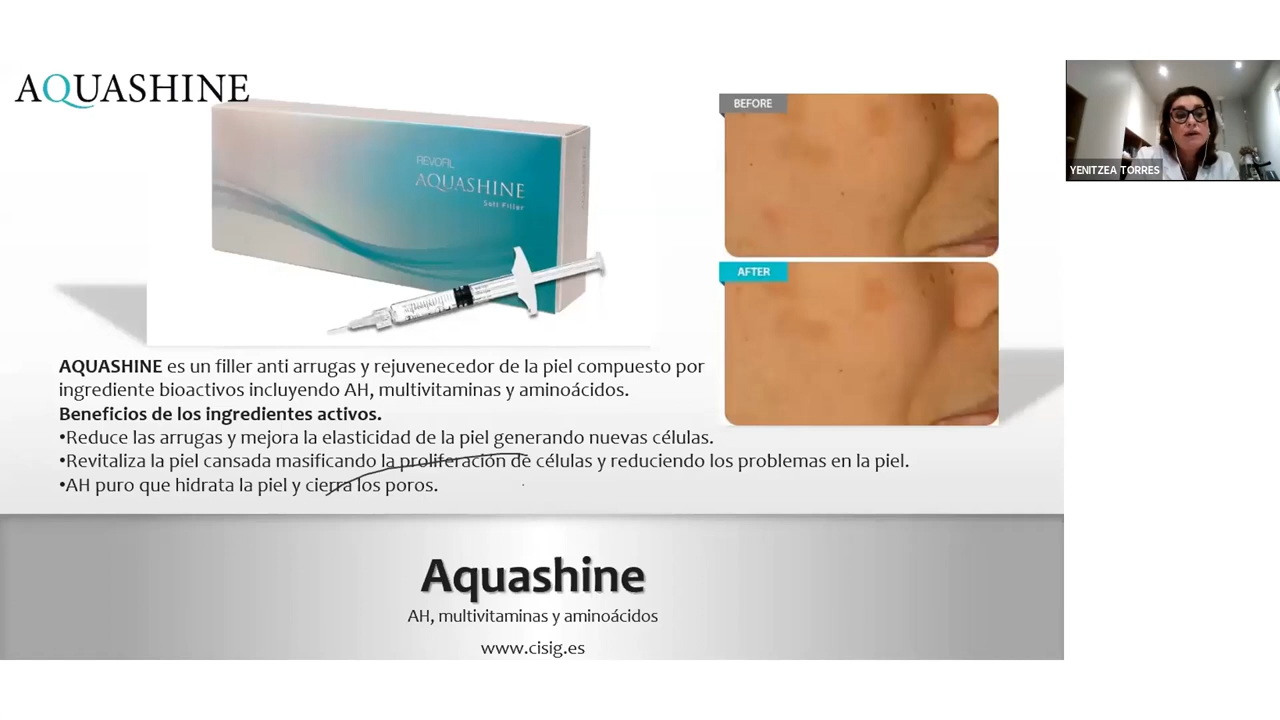 AQUASHINE
REVOFIL
AQUASHINE
Soft Filler
BEFORE
AFTER
YENITZEA TORRES
AQUASHINE es un filler anti arrugas y rejuvenecedor de la piel compuesto por
ingrediente bioactivos incluyendo AH, multivitaminas y aminoácidos.
Beneficios de los ingredientes activos.
•Reduce las arrugas y mejora la elasticidad de la piel generando nuevas células.
•Revitaliza la piel cansada masificando la proliferación de células y reduciendo los problemas en la piel.
•AH puro que hidrata la piel y cierra los poros.
Aquashine
AH, multivitaminas y aminoácidos
www.cisig.es